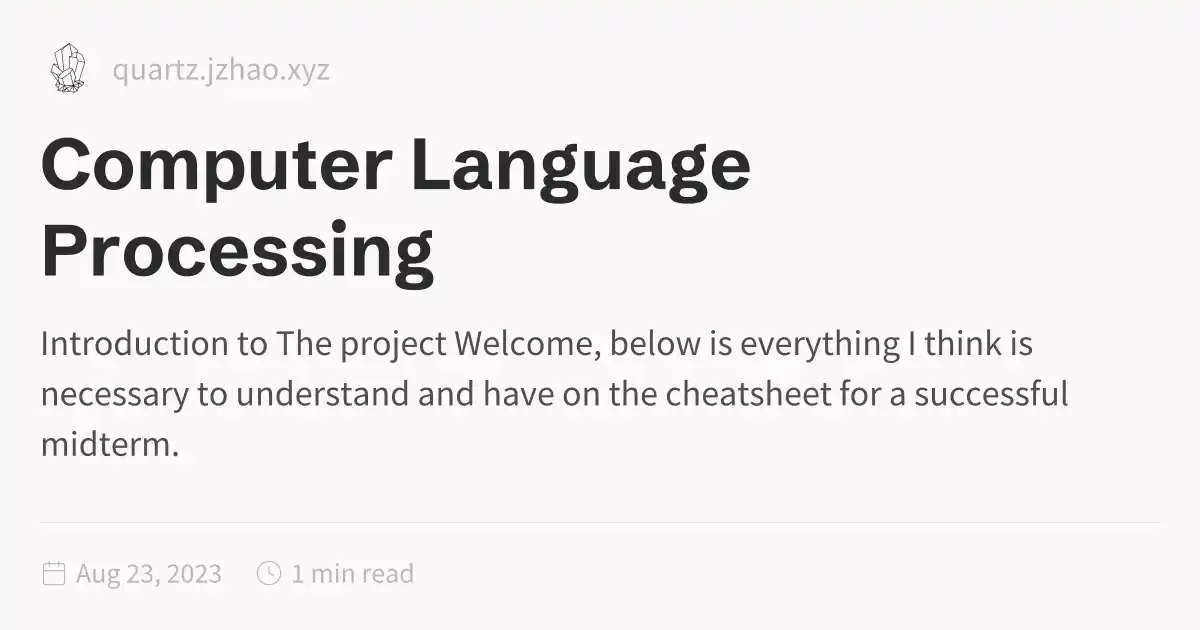 quartz.jzhao.xyz
Computer Language
Processing
Introduction to The project Welcome, below is everything I think is
necessary to understand and have on the cheatsheet for a successful
midterm.
Aug 23, 2023 1 min read